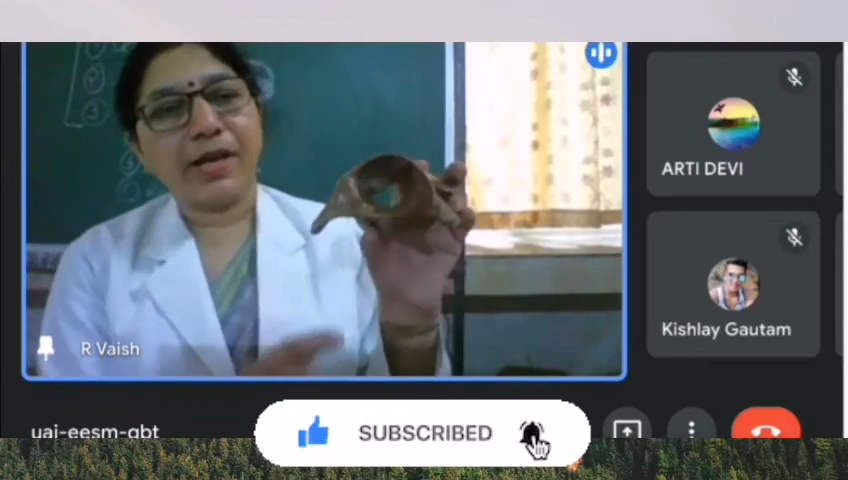 ARTI DEVI
Kishlay Gautam
R Vaish
uai-eesm-gbt
SUBSCRIBED